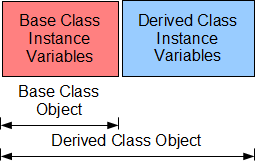 Base Class
Instance
Variables
Derived Class
Instance
Variables
Base Class
Object
Derived Class Object